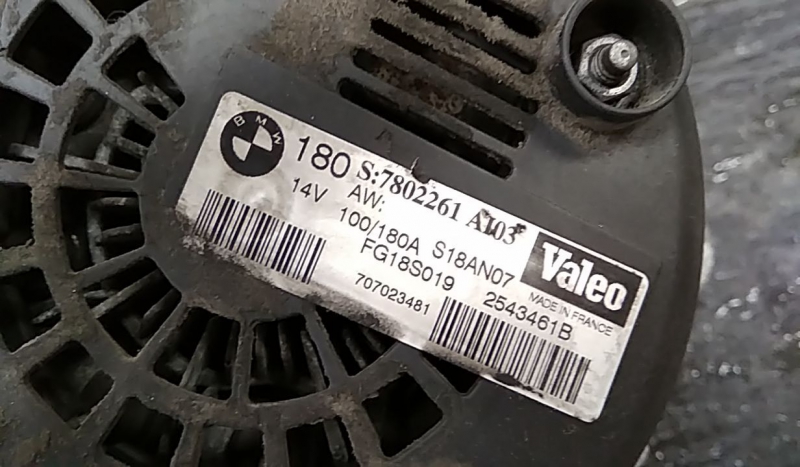 BMW
180 S:7802261 AI03
14V AW:
100/180A S18AN07
FG18S019
707023481 2543461B
Valeo
MADE IN FRANCE